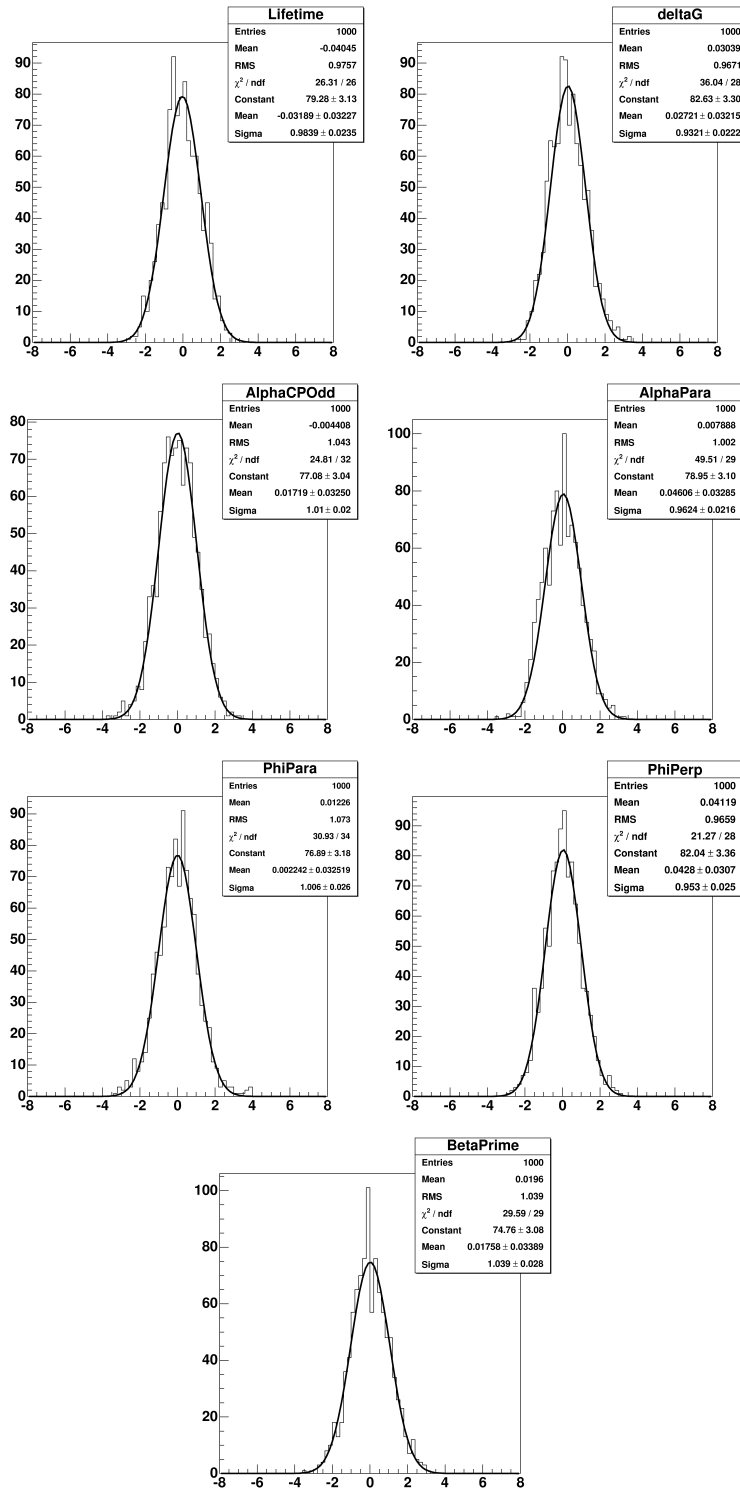 Lifetime
Entries 1000
Mean -0.04045
RMS 0.9757
χ² / ndf 26.31 / 26
Constant 79.28 ± 3.13
Mean -0.03189 ± 0.03227
Sigma 0.9839 ± 0.0235
90
80
70
60
50
40
30
20
10
0
-8 -6 -4 -2 0 2 4 6 8
deltaG
Entries 1000
Mean 0.03039
RMS 0.9671
χ² / ndf 36.04 / 28
Constant 82.63 ± 3.30
Mean 0.02721 ± 0.03215
Sigma 0.9321 ± 0.0222
90
80
70
60
50
40
30
20
10
0
-8 -6 -4 -2 0 2 4 6 8
AlphaCPOdd
Entries 1000
Mean -0.004408
RMS 1.043
χ² / ndf 24.81 / 32
Constant 77.08 ± 3.04
Mean 0.01719 ± 0.03250
Sigma 1.01 ± 0.02
80
70
60
50
40
30
20
10
0
-8 -6 -4 -2 0 2 4 6 8
AlphaPara
Entries 1000
Mean 0.007888
RMS 1.002
χ² / ndf 49.51 / 29
Constant 78.95 ± 3.10
Mean 0.04606 ± 0.03285
Sigma 0.9624 ± 0.0216
100
80
60
40
20
0
-8 -6 -4 -2 0 2 4 6 8
PhiPara
Entries 1000
Mean 0.01226
RMS 1.073
χ² / ndf 30.93 / 34
Constant 76.89 ± 3.18
Mean 0.002242 ± 0.032519
Sigma 1.006 ± 0.026
90
80
70
60
50
40
30
20
10
0
-8 -6 -4 -2 0 2 4 6 8
PhiPerp
Entries 1000
Mean 0.04119
RMS 0.9659
χ² / ndf 21.27 / 28
Constant 82.04 ± 3.36
Mean 0.0428 ± 0.0307
Sigma 0.953 ± 0.025
90
80
70
60
50
40
30
20
10
0
-8 -6 -4 -2 0 2 4 6 8
BetaPrime
Entries 1000
Mean 0.0196
RMS 1.039
χ² / ndf 29.59 / 29
Constant 74.76 ± 3.08
Mean 0.01758 ± 0.03389
Sigma 1.039 ± 0.028
100
80
60
40
20
0
-8 -6 -4 -2 0 2 4 6 8